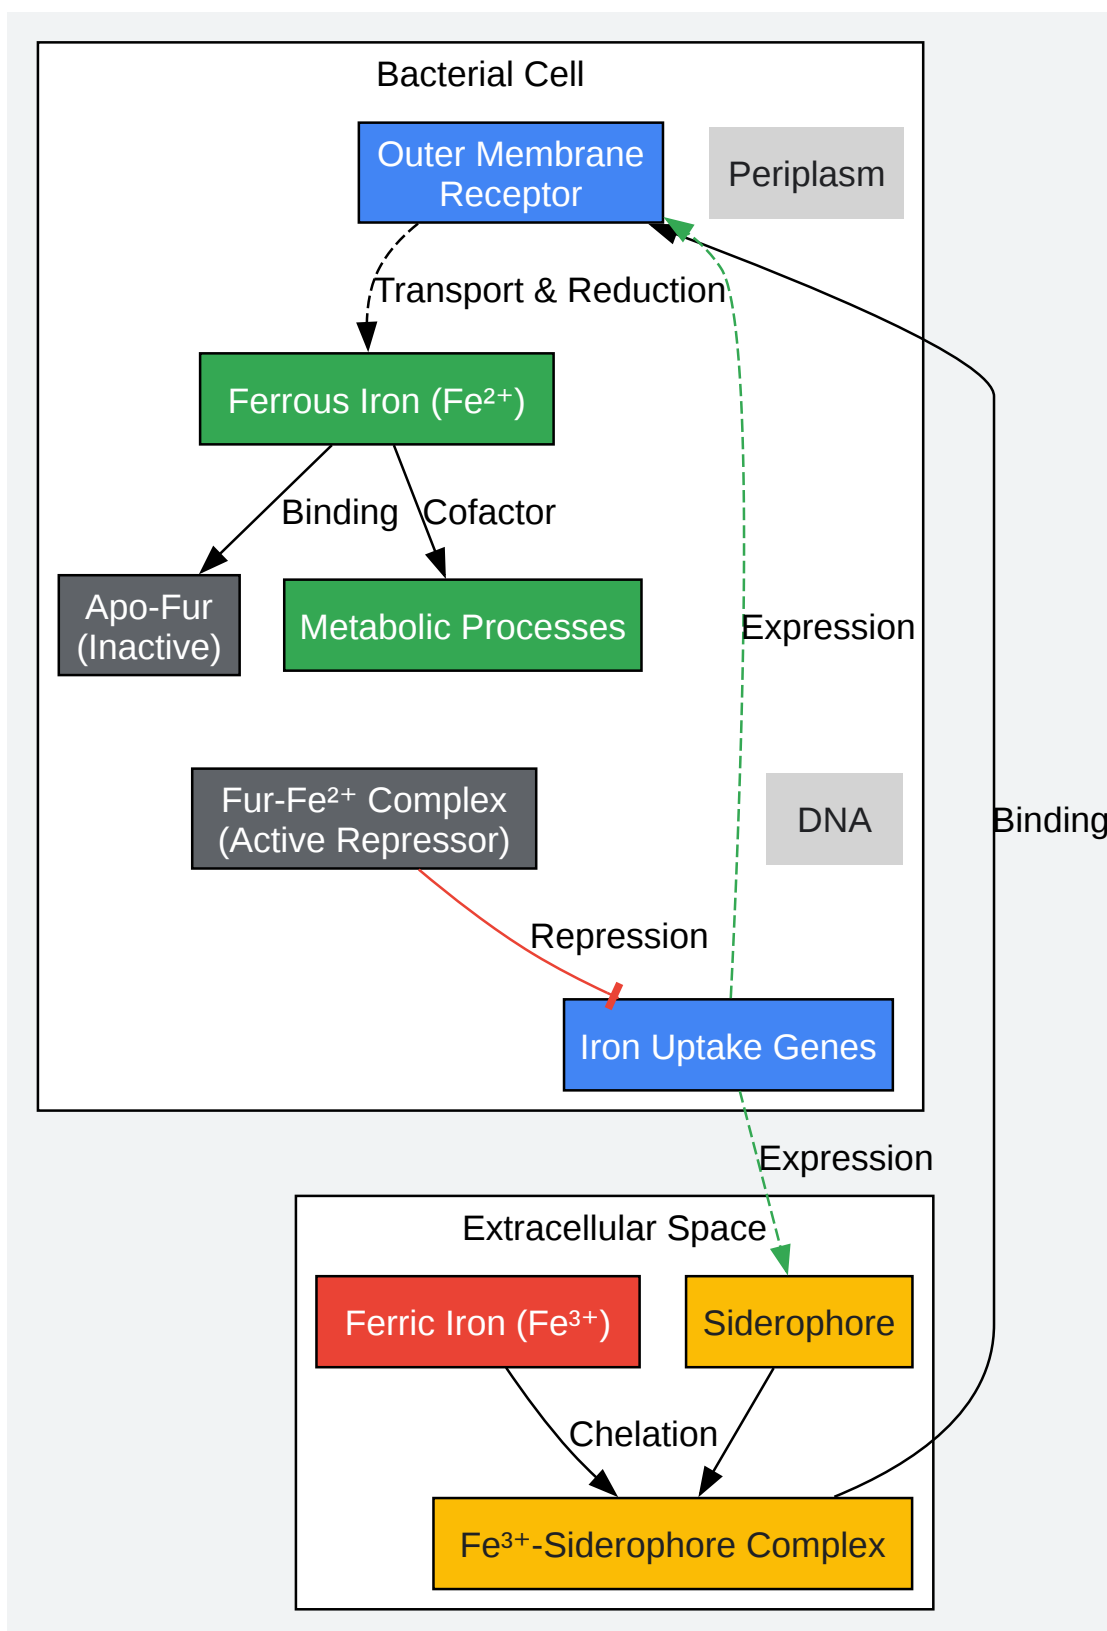 Bacterial Cell
Outer Membrane
Receptor
Periplasm
Transport & Reduction
Ferrous Iron (Fe²⁺)
Binding
Cofactor
Apo-Fur
(Inactive)
Metabolic Processes
Expression
Fur-Fe²⁺ Complex
(Active Repressor)
DNA
Binding
Repression
Iron Uptake Genes
Expression
Extracellular Space
Ferric Iron (Fe³⁺)
Siderophore
Chelation
Fe³⁺-Siderophore Complex